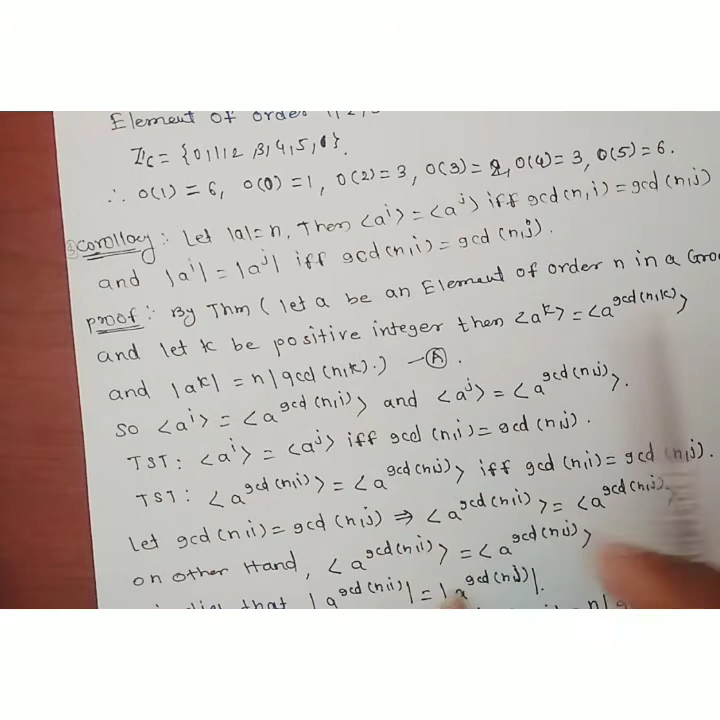 Element of order 1, 2,
Z6 = {0,1,2,3,4,5,6}.
∴ o(1) = 6, o(0) = 1, o(2) = 3, o(3) = 2, o(4) = 3, o(5) = 6.
③ Corollary: Let |a| = n. Then <a^i> = <a^j> iff gcd(n,i) = gcd(n,j)
and |a^i| = |a^j| iff gcd(n,i) = gcd(n,j).
proof: By Thm (let a be an Element of order n in a Gro
and let k be positive integer then <a^k> = <a^gcd(n,k)>
and |a^k| = n/gcd(n,k).) —Ⓐ.
So <a^i> = <a^gcd(n,i)> and <a^j> = <a^gcd(n,j)>.
TST: <a^i> = <a^j> iff gcd(n,i) = gcd(n,j).
TST: <a^gcd(n,i)> = <a^gcd(n,j)> iff gcd(n,i) = gcd(n,j).
Let gcd(n,i) = gcd(n,j) ⇒ <a^gcd(n,i)> = <a^gcd(n,j)>
on other Hand, <a^gcd(n,i)> = <a^gcd(n,j)>
that |a^gcd(n,i)| = | gcd(n,j)|.